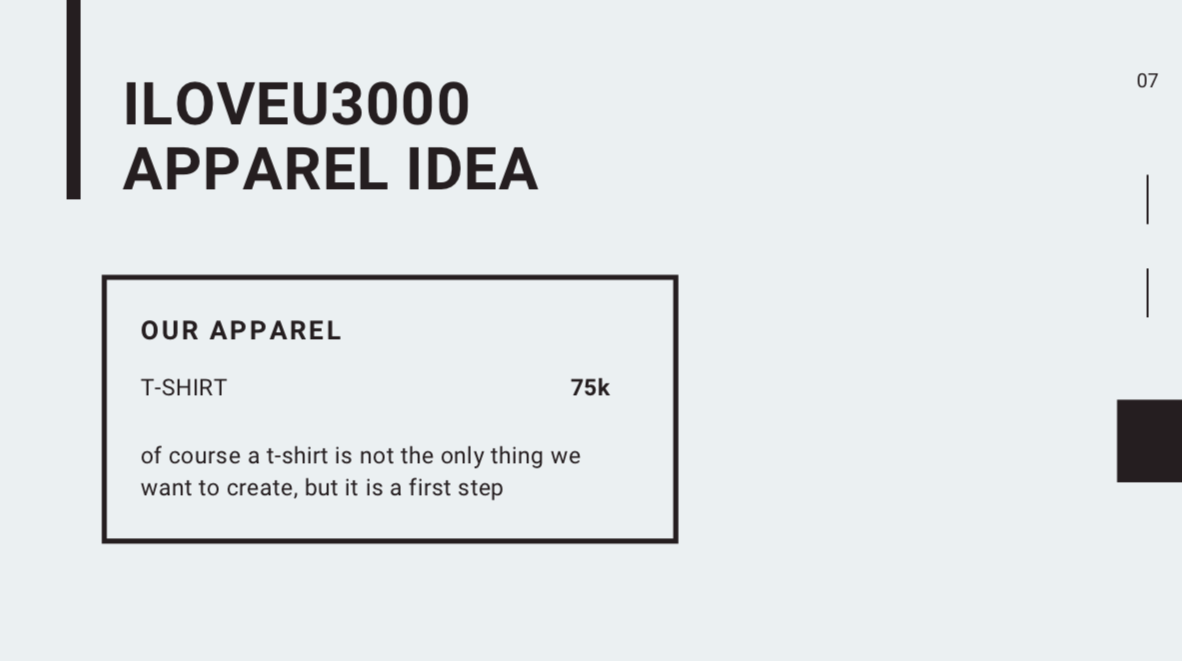 ILOVEU3000
APPAREL IDEA
07
OUR APPAREL
T-SHIRT 75k
of course a t-shirt is not the only thing we
want to create, but it is a first step